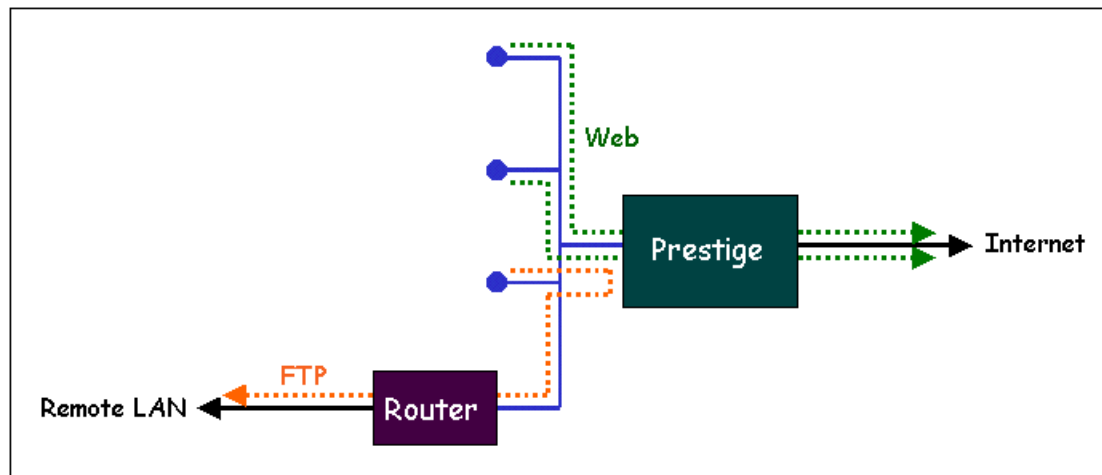 Web
Prestige
Internet
FTP
Remote LAN
Router